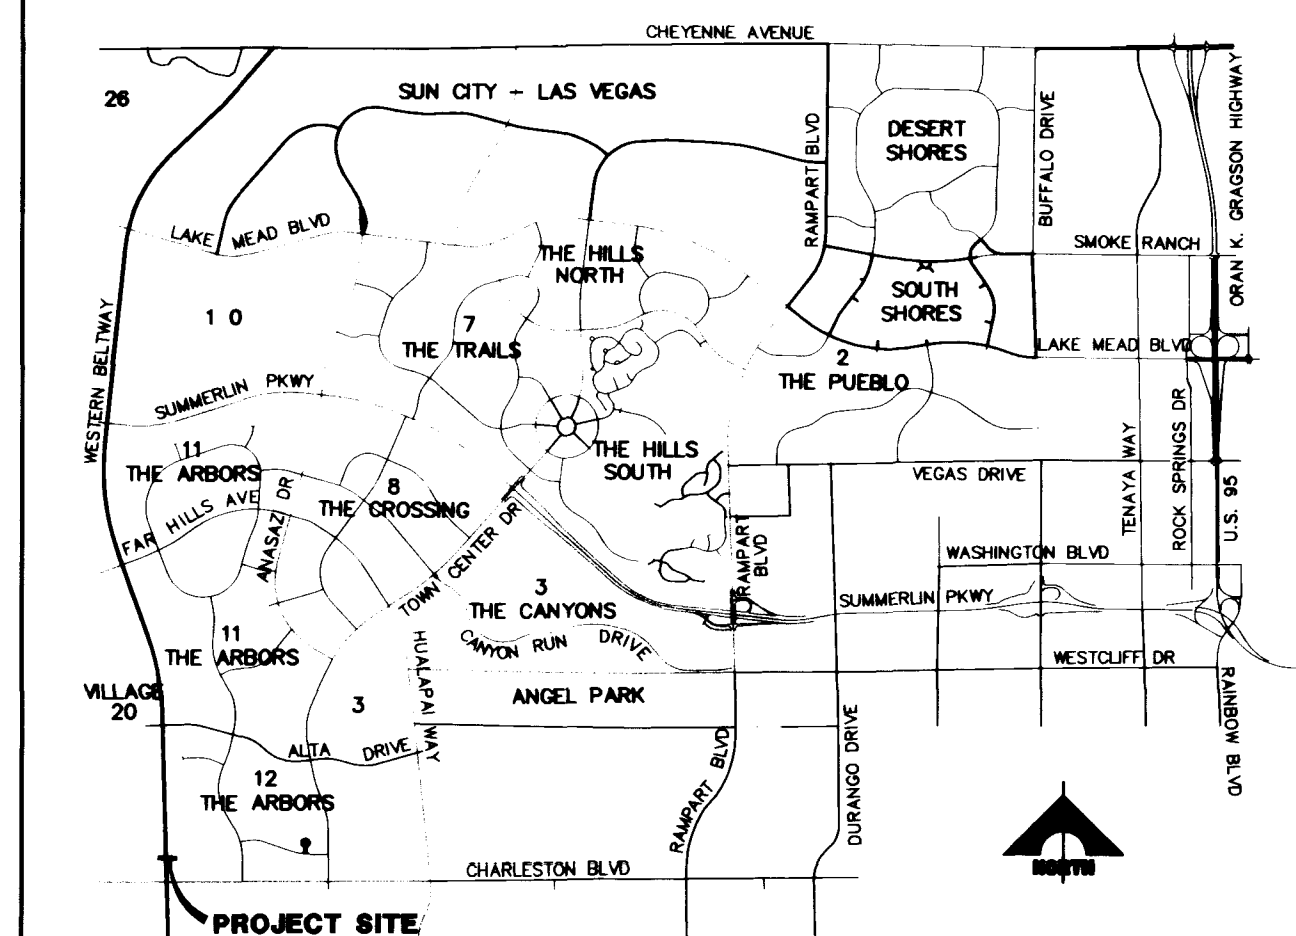 CHEYENNE AVENUE
26
SUN CITY - LAS VEGAS
DESERT
SHORES
RAMPART BLVD
BUFFALO DRIVE
ORAN K. GRAGSON HIGHWAY
LAKE MEAD BLVD
SMOKE RANCH
THE HILLS
NORTH
SOUTH
SHORES
10
7
THE TRAILS
WESTERN BELTWAY
LAKE MEAD BLVD
2
THE PUEBLO
SUMMERLIN PKWY
11
THE ARBORS
THE HILLS
SOUTH
TENAYA WAY
ROCK SPRINGS DR
U.S. 95
VEGAS DRIVE
8
THE CROSSING
FAR HILLS AVE
ANASAZI DR
TOWN CENTER DR
RAMPART
BLVD
WASHINGTON BLVD
3
THE CANYONS
SUMMERLIN PKWY
CANYON RUN DRIVE
11
THE ARBORS
HUALAPAI WAY
WESTCLIFF DR
VILLAGE
20
3
ANGEL PARK
RAINBOW BLVD
ALTA DRIVE
RAMPART BLVD
DURANGO DRIVE
12
THE ARBORS
CHARLESTON BLVD
NORTH
PROJECT SITE